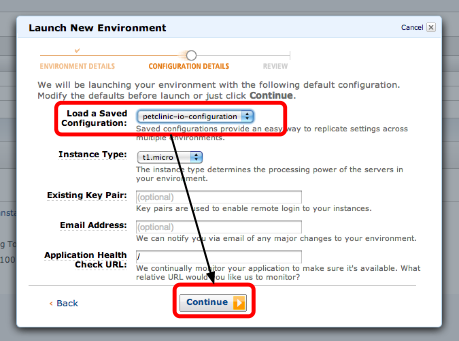 Launch New Environment
Cancel
ENVIRONMENT DETAILS
CONFIGURATION DETAILS
REVIEW
We will be launching your environment with the following default configuration.
Modify the defaults before launch or just click Continue.
Load a Saved
Configuration:
petclinic-io-configuration
Saved configurations provide an easy way to replicate settings across
multiple environments.
Instance Type:
t1.micro
The instance type determines the processing power of the servers in
your environment.
Existing Key Pair:
(optional)
Key pairs are used to enable remote login to your instances.
Email Address:
(optional)
We can notify you via email of any major changes to your environment.
Application Health
Check URL:
/
We continually monitor your application to make sure it's available. What
relative URL would you like us to monitor?
‹ Back
Continue